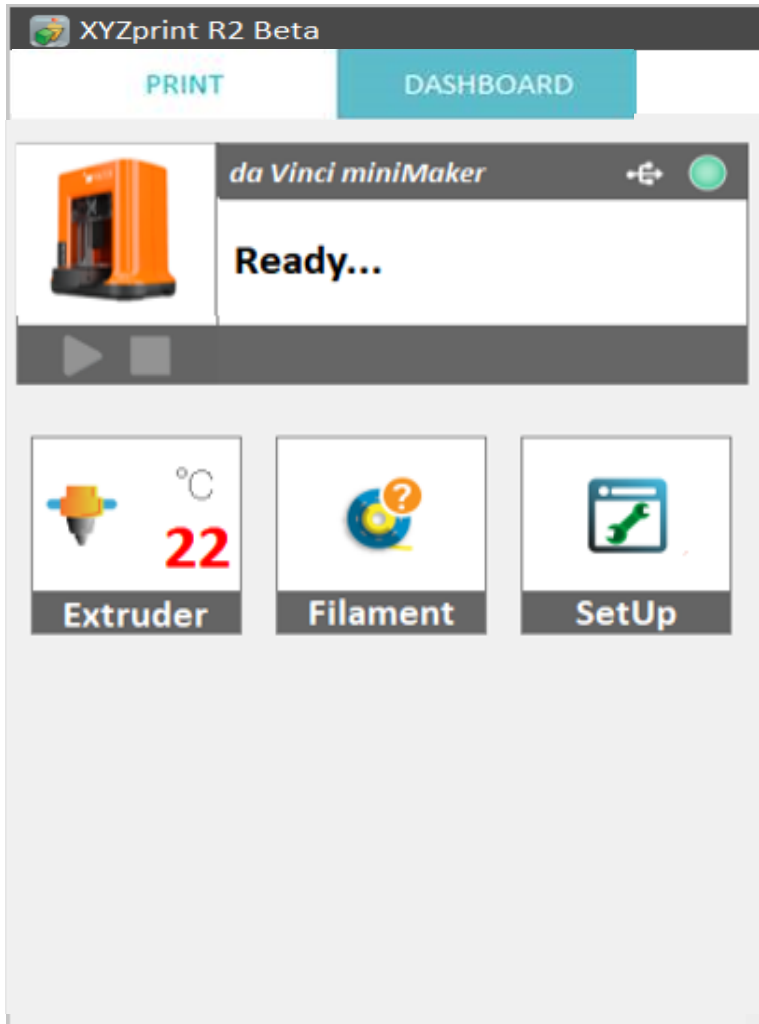 XYZprint R2 Beta
PRINT DASHBOARD
da Vinci miniMaker
Ready...
°C
22
?
Extruder Filament SetUp